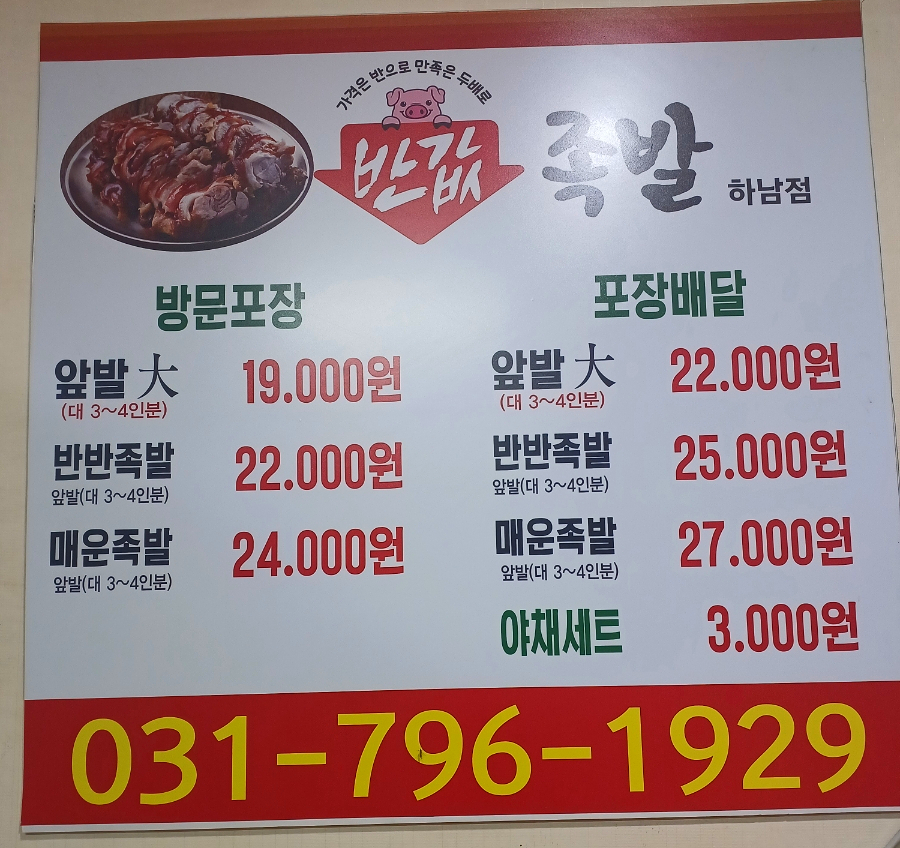 가격은 반으로 만족은 두배로
반값 족발 하남점
방문포장
앞발 大 19.000원
(대 3~4인분)
반반족발 22.000원
앞발(대 3~4인분)
매운족발 24.000원
앞발(대 3~4인분)
포장배달
앞발 大 22.000원
(대 3~4인분)
반반족발 25.000원
앞발(대 3~4인분)
매운족발 27.000원
앞발(대 3~4인분)
야채세트 3.000원
031-796-1929